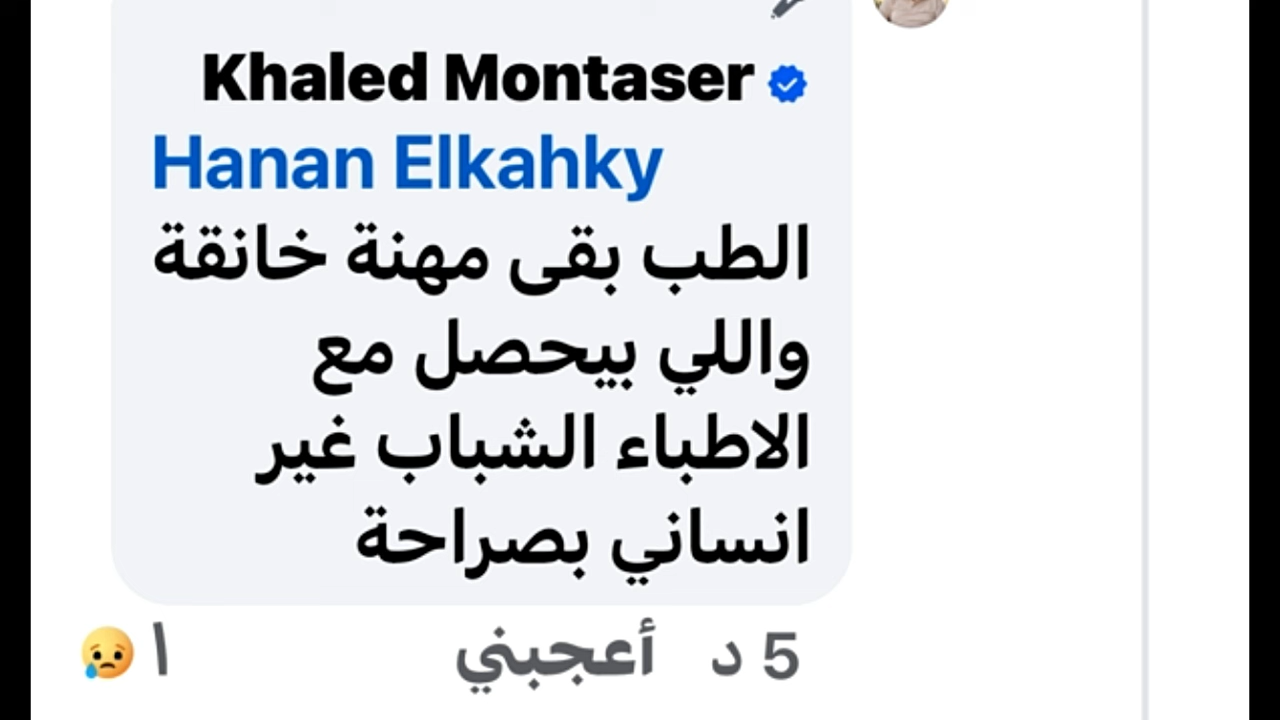 Khaled Montaser
Hanan Elkahky
الطب بقى مهنة خانقة
واللي بيحصل مع
الاطباء الشباب غير
انساني بصراحة
5 د أعجبني ١